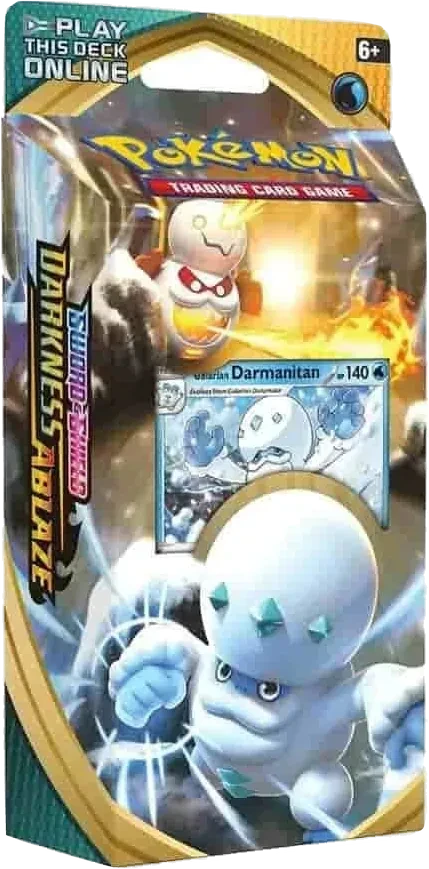 PLAY
THIS DECK
ONLINE
6+
POKÉMON
TRADING CARD GAME
SWORD & SHIELD
DARKNESS ABLAZE
Galarian Darmanitan HP 140